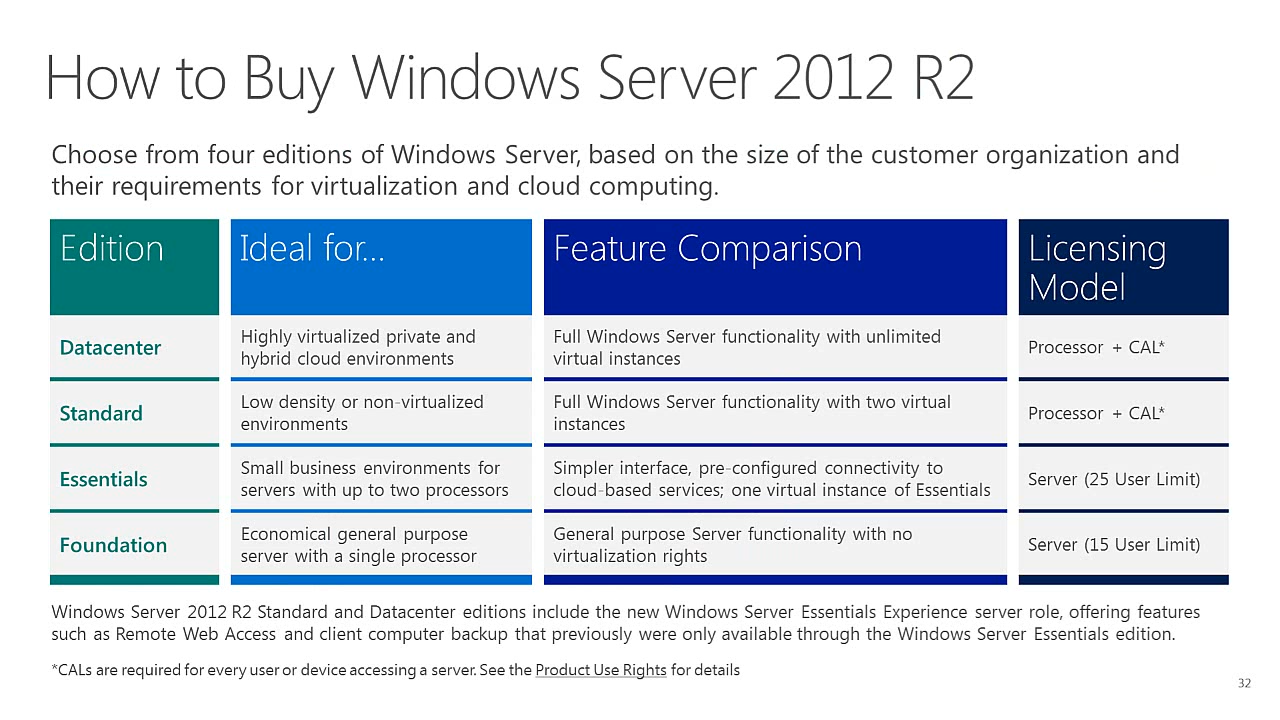 How to Buy Windows Server 2012 R2
Choose from four editions of Windows Server, based on the size of the customer organization and
their requirements for virtualization and cloud computing.
Edition
Ideal for...
Feature Comparison
Licensing
Model
Datacenter
Highly virtualized private and
hybrid cloud environments
Full Windows Server functionality with unlimited
virtual instances
Processor + CAL*
Standard
Low density or non-virtualized
environments
Full Windows Server functionality with two virtual
instances
Processor + CAL*
Essentials
Small business environments for
servers with up to two processors
Simpler interface, pre-configured connectivity to
cloud-based services; one virtual instance of Essentials
Server (25 User Limit)
Foundation
Economical general purpose
server with a single processor
General purpose Server functionality with no
virtualization rights
Server (15 User Limit)
Windows Server 2012 R2 Standard and Datacenter editions include the new Windows Server Essentials Experience server role, offering features
such as Remote Web Access and client computer backup that previously were only available through the Windows Server Essentials edition.
*CALs are required for every user or device accessing a server. See the Product Use Rights for details
32